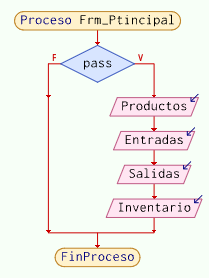 Proceso Frm_Ptincipal
F
V
pass
Productos
Entradas
Salidas
Inventario
FinProceso